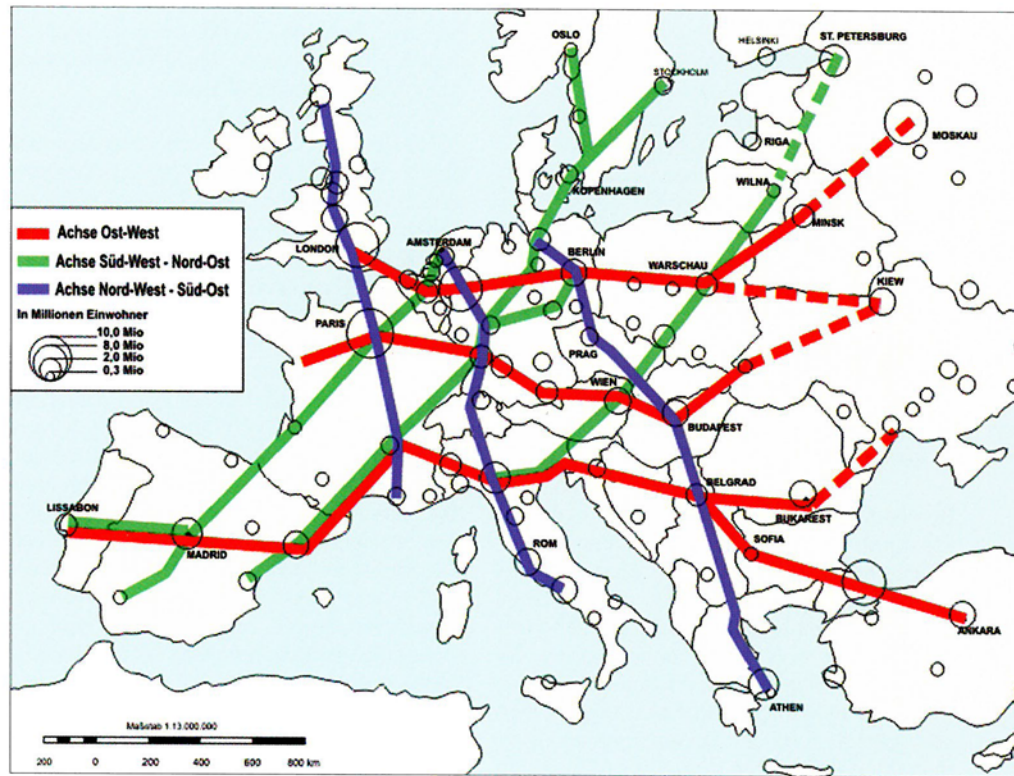 OSLO
HELSINKI
ST. PETERSBURG
STOCKHOLM
MOSKAU
RIGA
KOPENHAGEN
WILNA
MINSK
Achse Ost-West
Achse Süd-West - Nord-Ost
Achse Nord-West - Süd-Ost
In Millionen Einwohner
10,0 Mio
8,0 Mio
2,0 Mio
0,3 Mio
LONDON
AMSTERDAM
BERLIN
WARSCHAU
KIEW
PARIS
PRAG
WIEN
BUDAFEST
LISSABON
MADRID
BELGRAD
BUKAREST
SOFIA
ROM
ANKARA
ATHEN
Maßstab 1:13.000.000
200 0 200 400 600 800 km